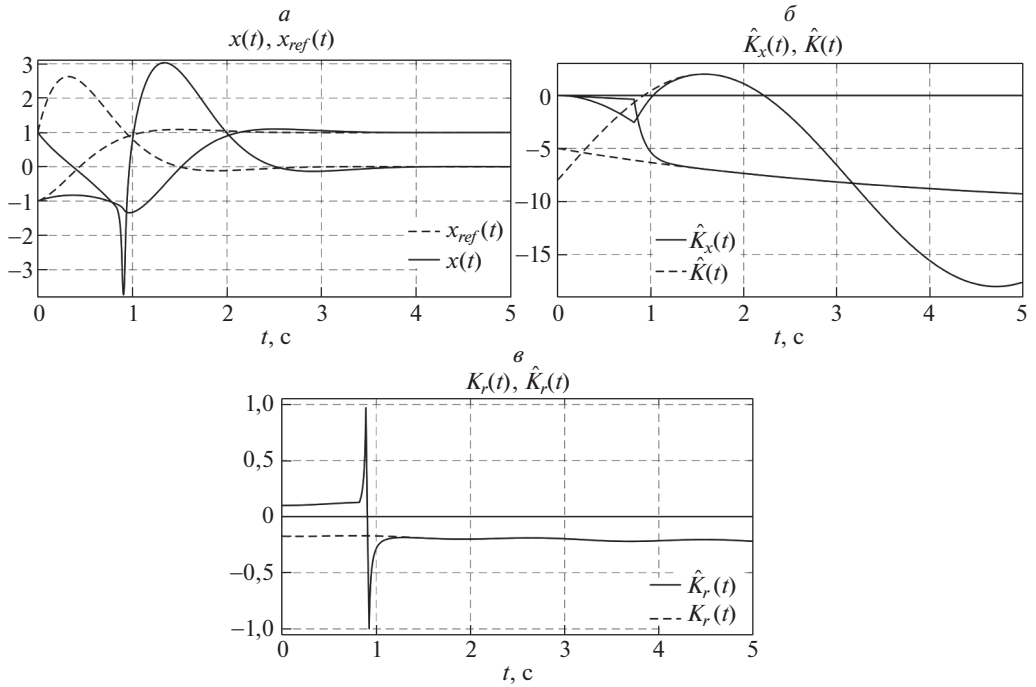 а
x(t), x_ref(t)
3
2
1
0
−1
−2
−3
x_ref(t)
x(t)
0 1 2 3 4 5
t, с
б
K̂_x(t), K̂(t)
0
−5
−10
−15
K̂_x(t)
K̂(t)
0 1 2 3 4 5
t, с
в
K_r(t), K̂_r(t)
1,0
0,5
0
−0,5
−1,0
K̂_r(t)
K_r(t)
0 1 2 3 4 5
t, с